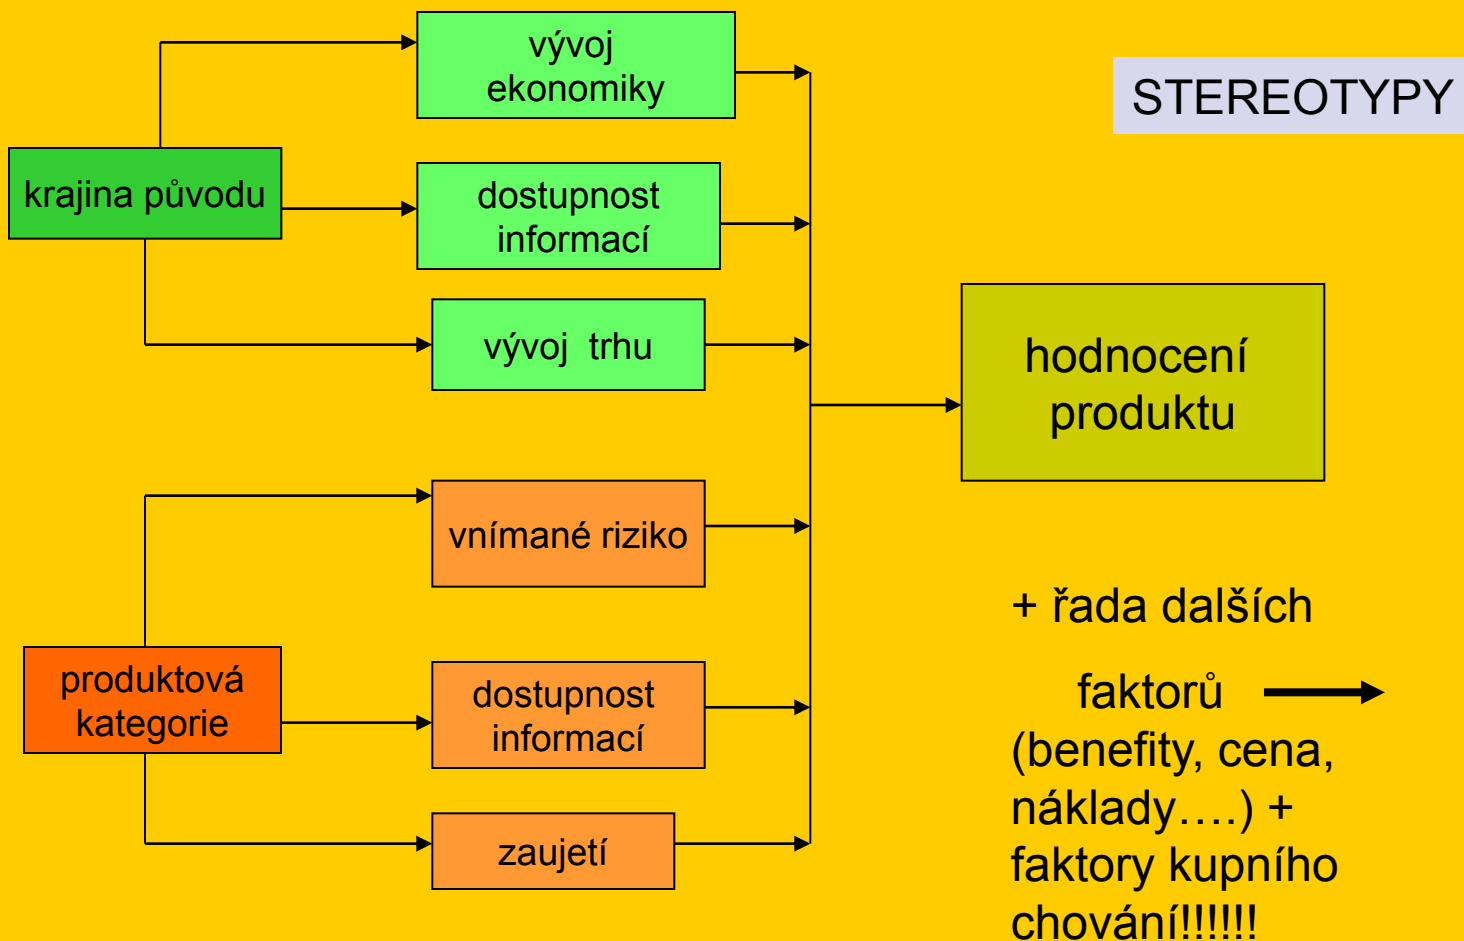 vývoj
ekonomiky
STEREOTYPY
krajina původu
dostupnost
informací
vývoj trhu
hodnocení
produktu
vnímané riziko
produktová
kategorie
dostupnost
informací
zaujetí
+ řada dalších
faktorů
(benefity, cena,
náklady….) +
faktory kupního
chování!!!!!!